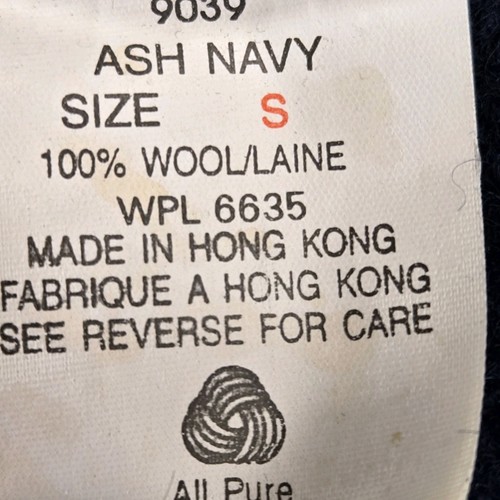 9039
ASH NAVY
SIZE S
100% WOOL/LAINE
WPL 6635
MADE IN HONG KONG
FABRIQUE A HONG KONG
SEE REVERSE FOR CARE
All Pure